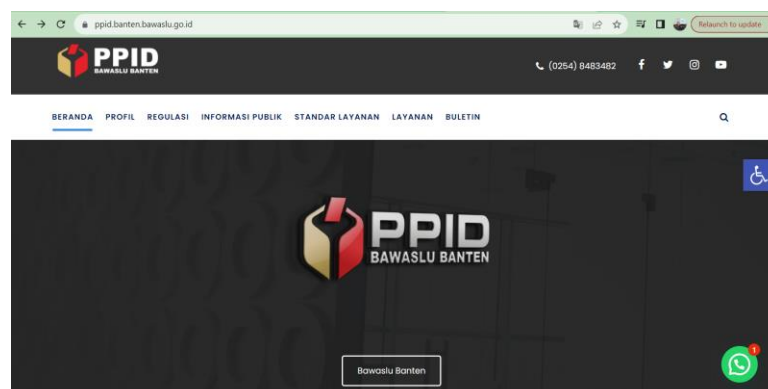 ppid.banten.bawaslu.go.id
Relaunch to update
PPID
BAWASLU BANTEN
(0254) 8483482
BERANDA PROFIL REGULASI INFORMASI PUBLIK STANDAR LAYANAN LAYANAN BULETIN
PPID
BAWASLU BANTEN
Bawaslu Banten
1